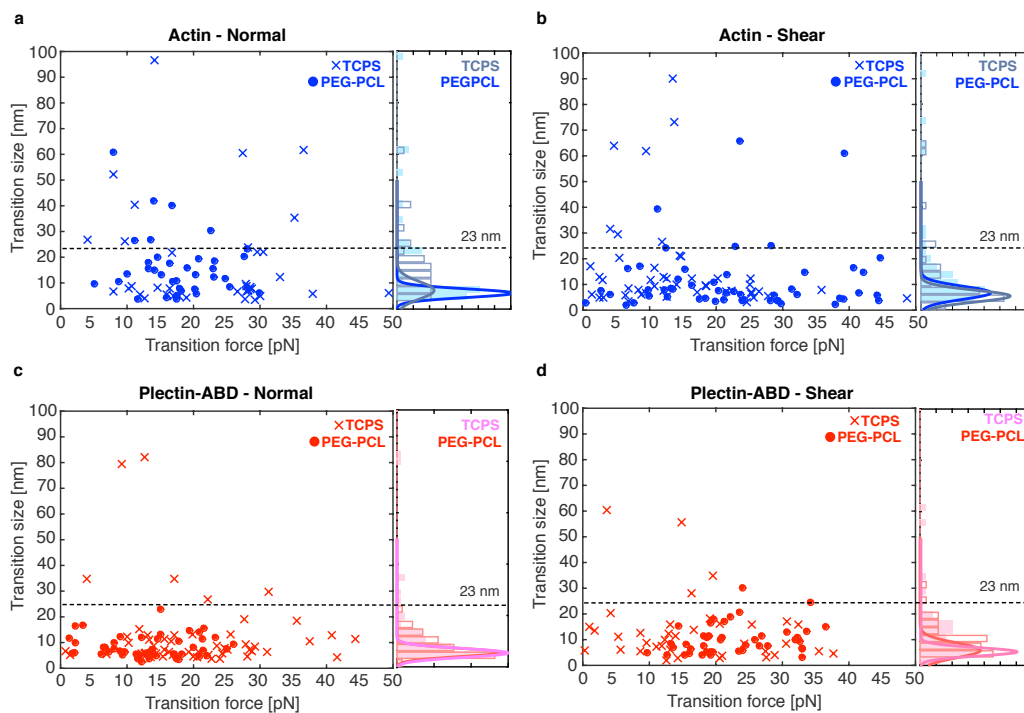 a
Actin - Normal
100
90
80
70
60
50
40
30
20
10
0
Transition size [nm]
×TCPS
PEG-PCL
TCPS
PEGPCL
23 nm
0 5 10 15 20 25 30 35 40 45 50
Transition force [pN]
b
Actin - Shear
100
90
80
70
60
50
40
30
20
10
0
Transition size [nm]
×TCPS
PEG-PCL
TCPS
PEG-PCL
23 nm
0 5 10 15 20 25 30 35 40 45 50
Transition force [pN]
c
Plectin-ABD - Normal
100
90
80
70
60
50
40
30
20
10
0
Transition size [nm]
×TCPS
PEG-PCL
TCPS
PEG-PCL
23 nm
0 5 10 15 20 25 30 35 40 45 50
Transition force [pN]
d
Plectin-ABD - Shear
100
90
80
70
60
50
40
30
20
10
0
Transition size [nm]
×TCPS
PEG-PCL
TCPS
PEG-PCL
23 nm
0 5 10 15 20 25 30 35 40 45 50
Transition force [pN]